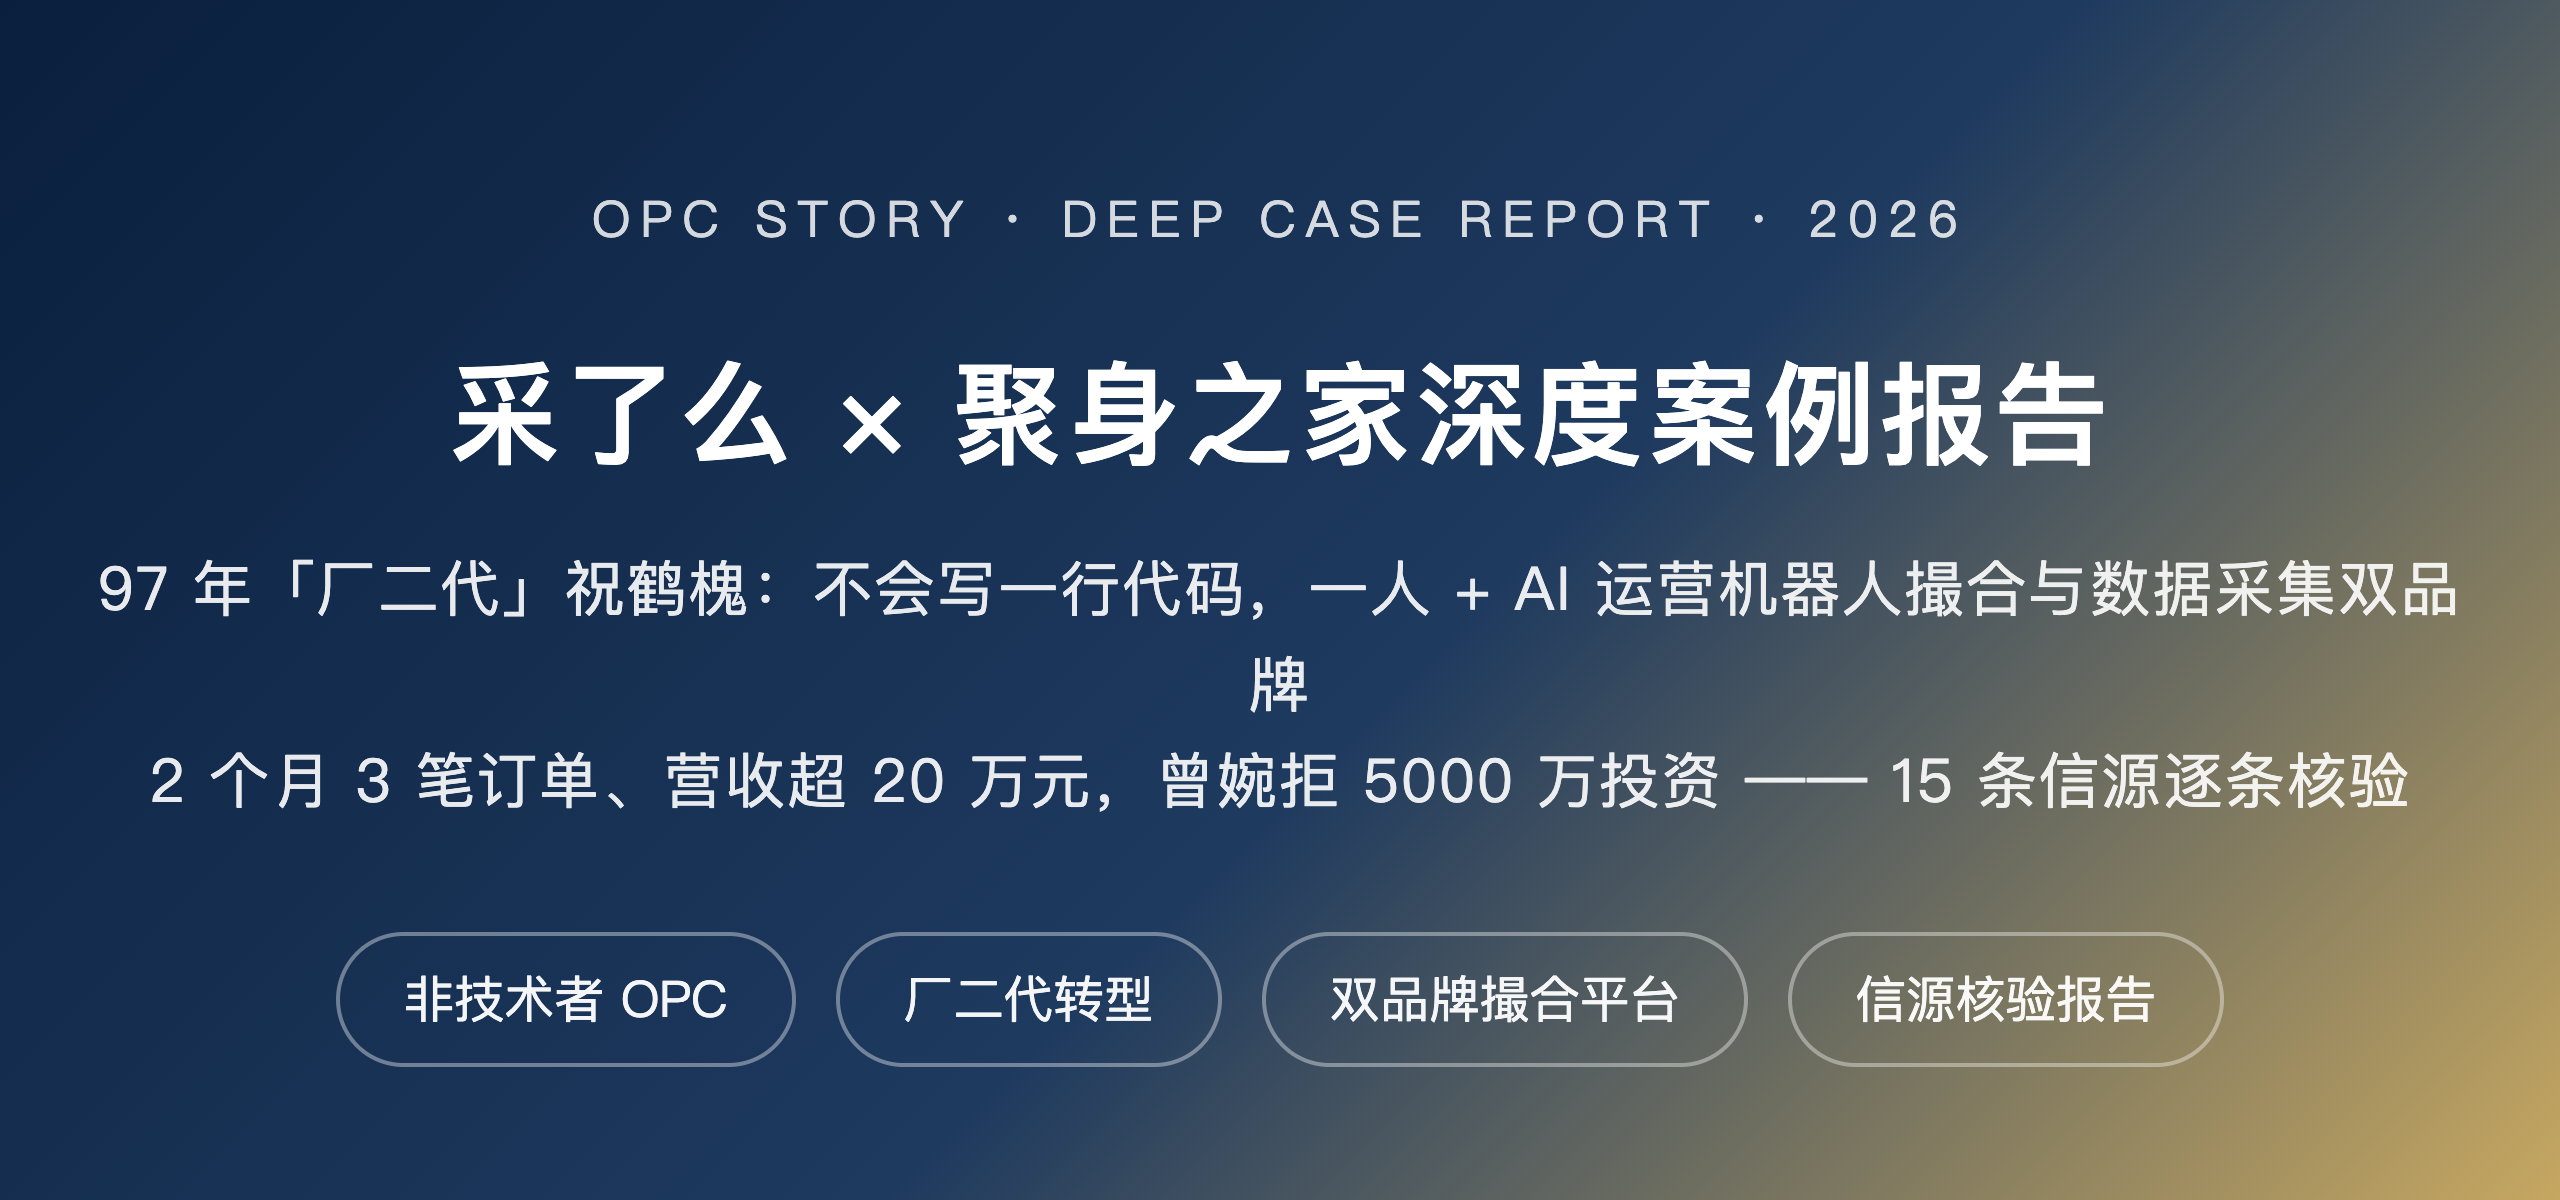 OPC STORY · DEEP CASE REPORT · 2026
采了么 × 聚身之家深度案例报告
97 年「厂二代」祝鹤槐：不会写一行代码，一人 + AI 运营机器人撮合与数据采集双品
牌
2 个月 3 笔订单、营收超 20 万元，曾婉拒 5000 万投资 —— 15 条信源逐条核验
非技术者 OPC
厂二代转型
双品牌撮合平台
信源核验报告